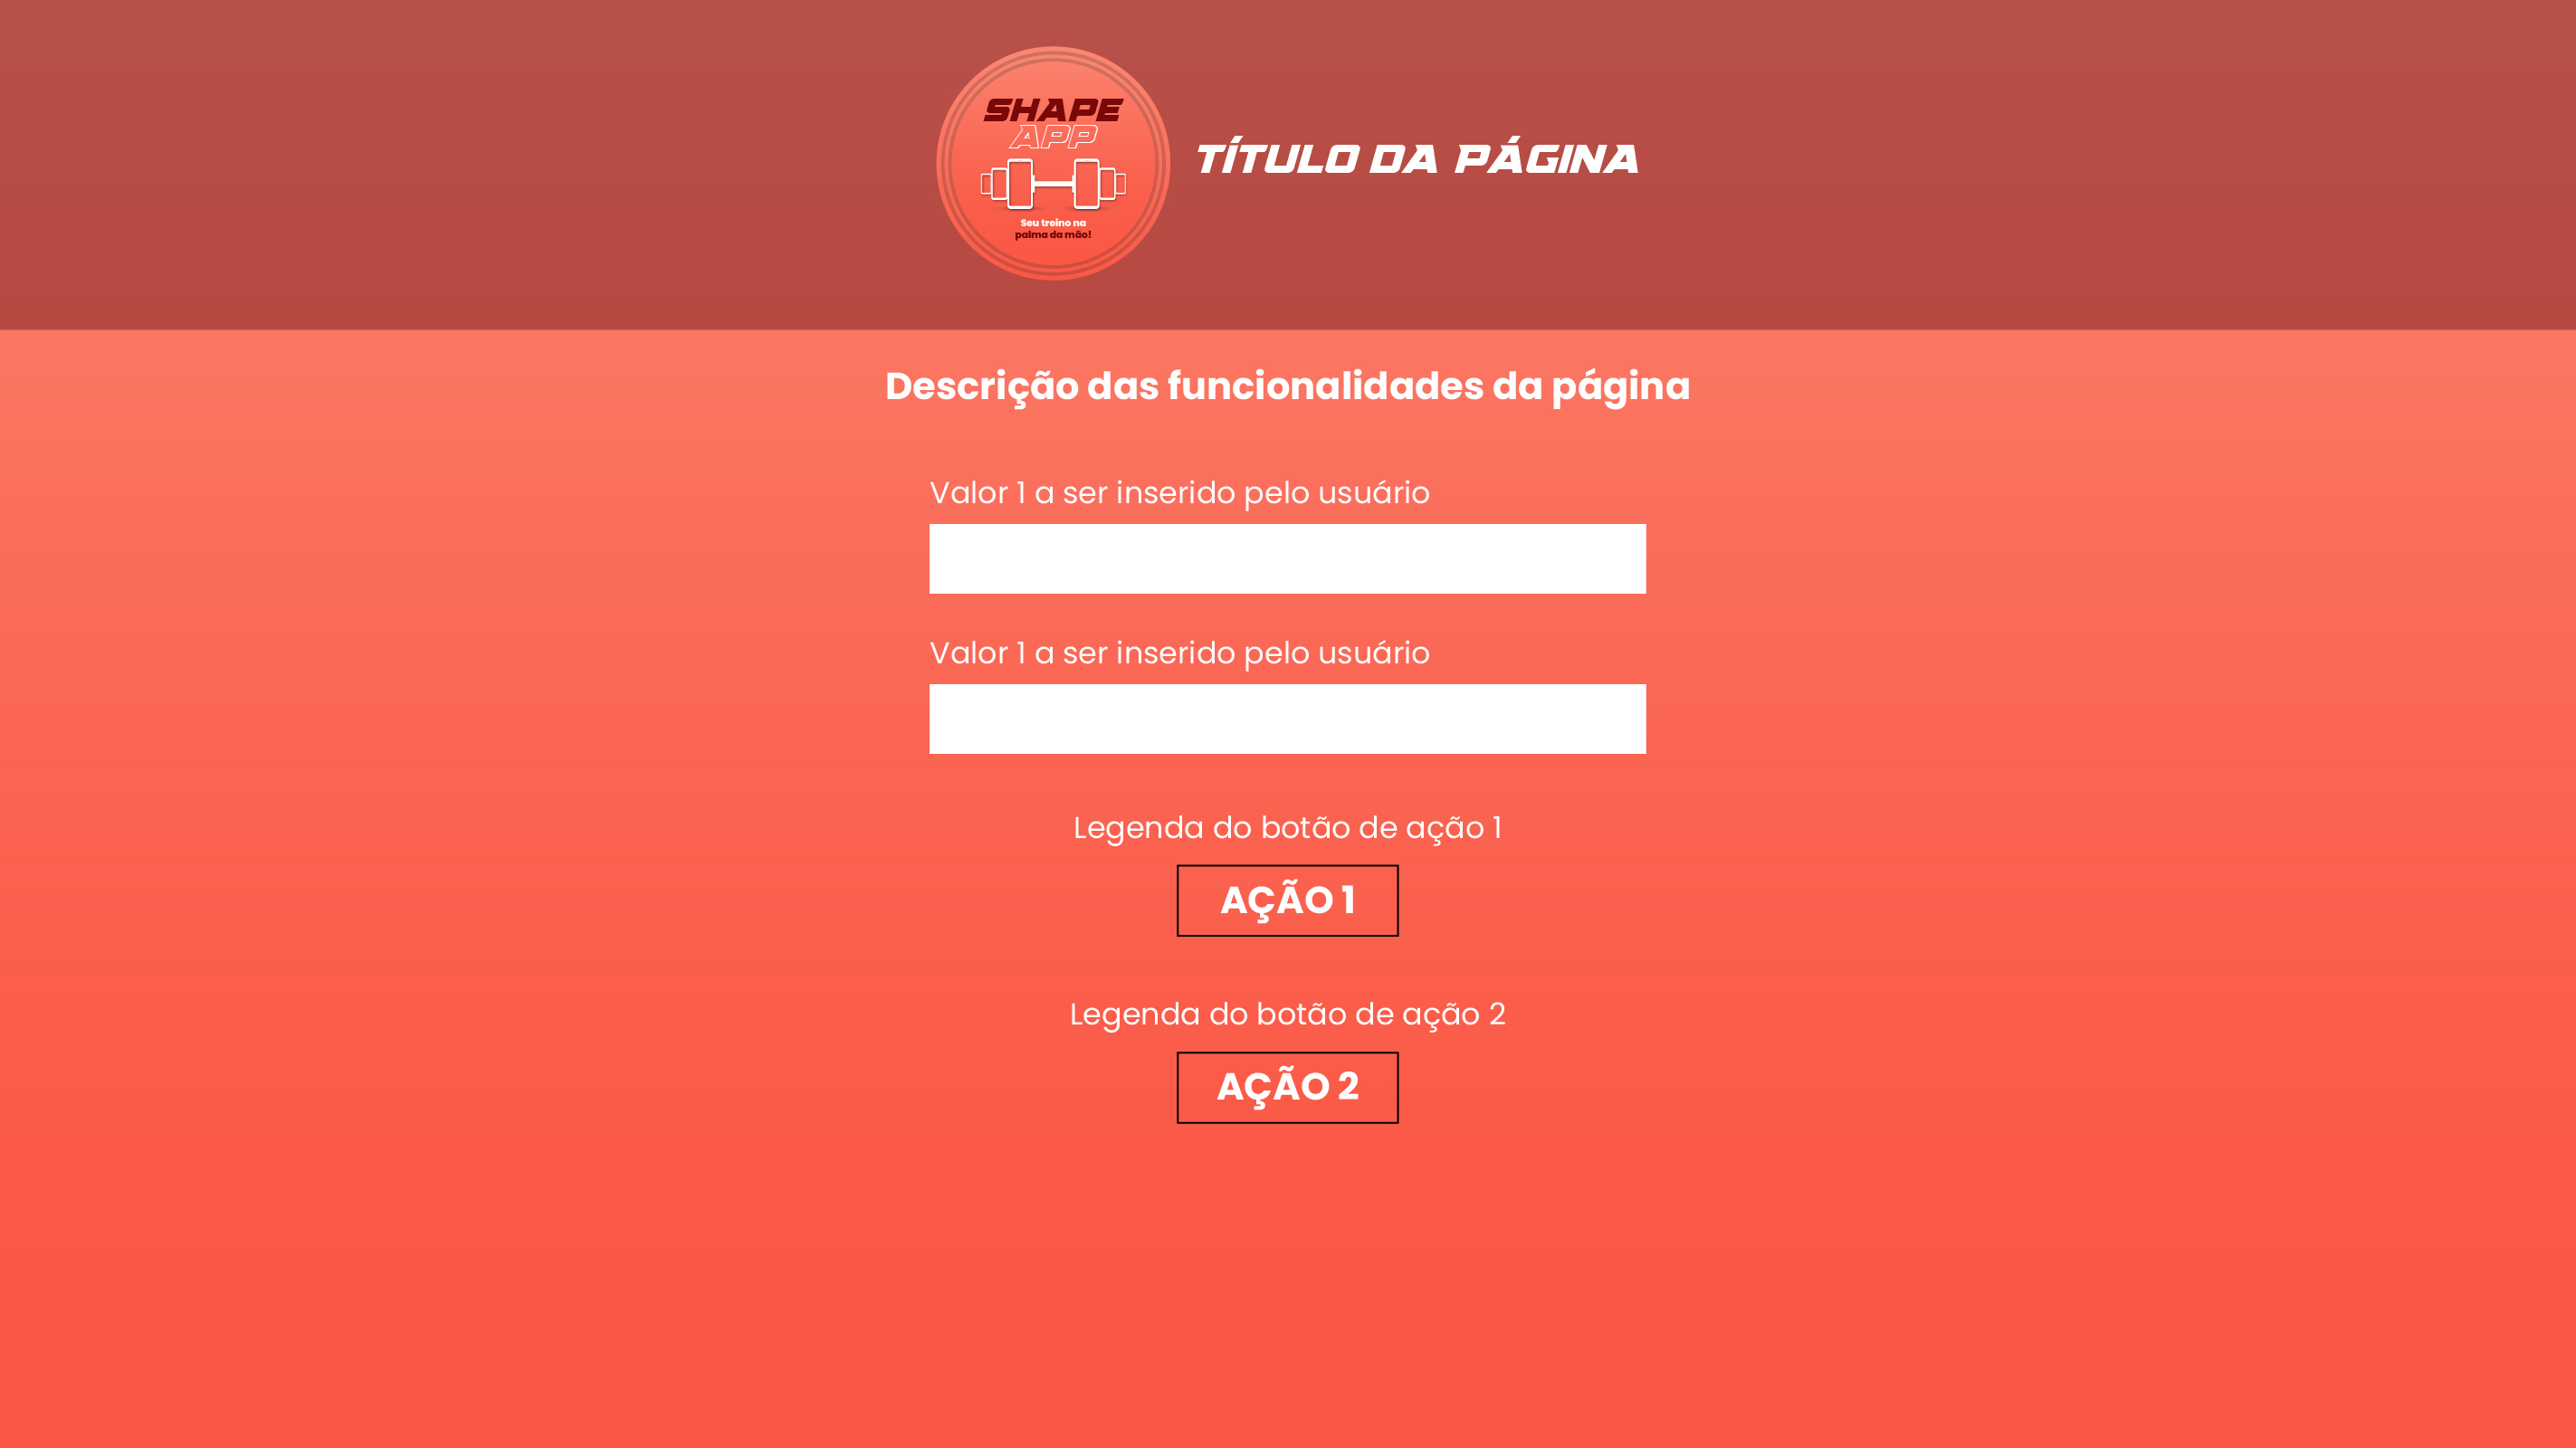 SHAPE
APP
Seu treino na
palma da mão!
TÍTULO DA PÁGINA
Descrição das funcionalidades da página
Valor 1 a ser inserido pelo usuário
Valor 1 a ser inserido pelo usuário
Legenda do botão de ação 1
AÇÃO 1
Legenda do botão de ação 2
AÇÃO 2